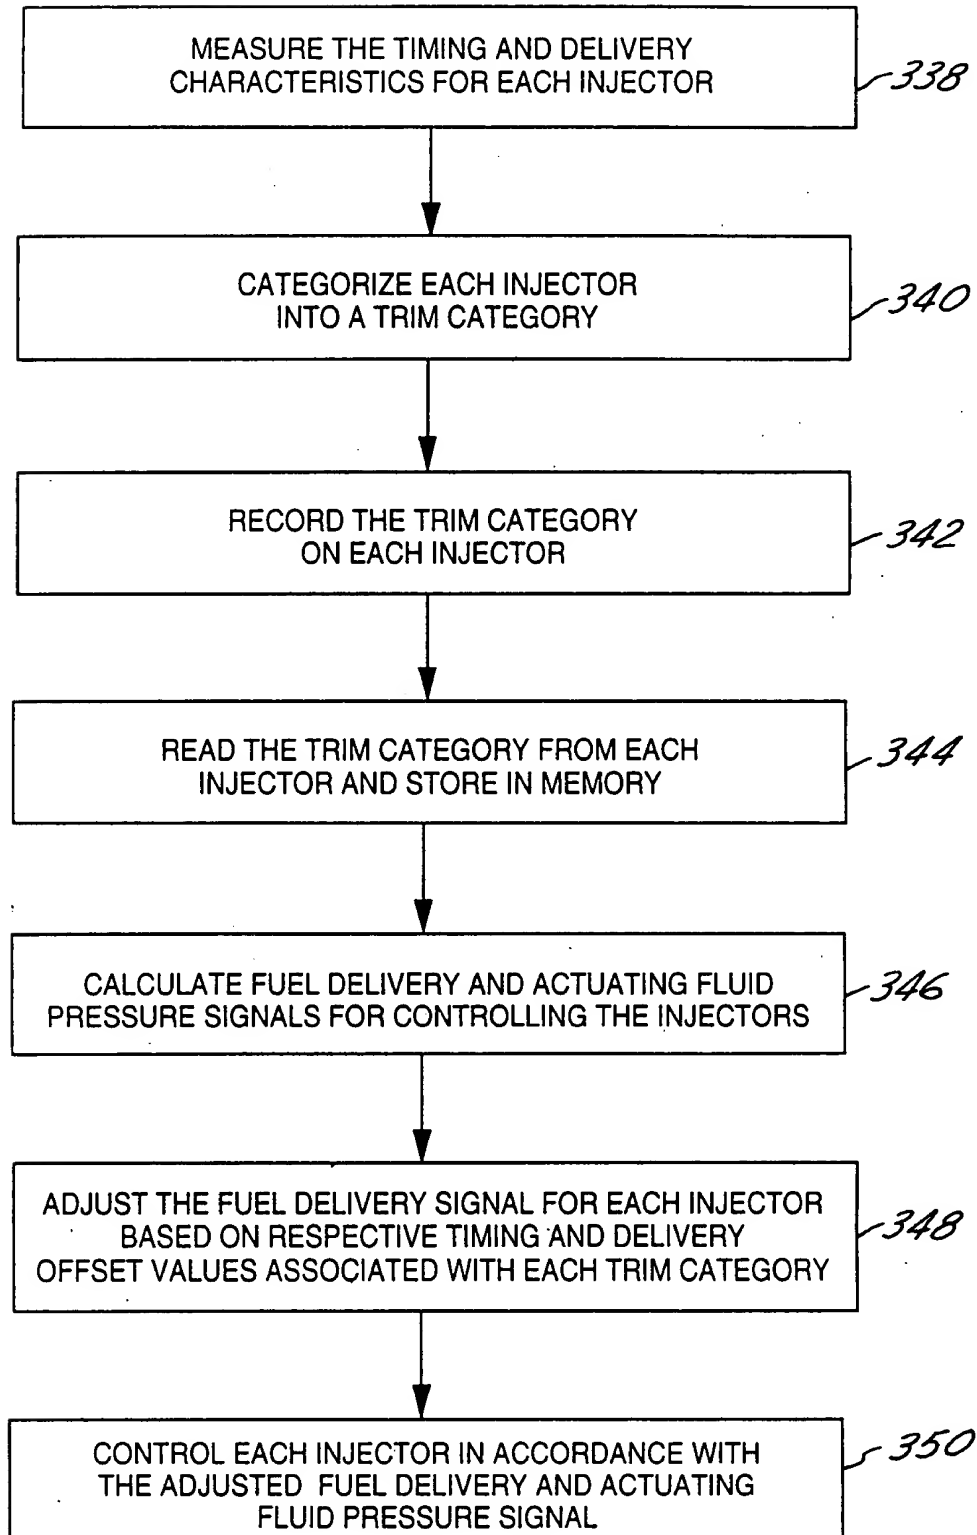 MEASURE THE TIMING AND DELIVERY
CHARACTERISTICS FOR EACH INJECTOR
338
CATEGORIZE EACH INJECTOR
INTO A TRIM CATEGORY
340
RECORD THE TRIM CATEGORY
ON EACH INJECTOR
342
READ THE TRIM CATEGORY FROM EACH
INJECTOR AND STORE IN MEMORY
344
CALCULATE FUEL DELIVERY AND ACTUATING FLUID
PRESSURE SIGNALS FOR CONTROLLING THE INJECTORS
346
ADJUST THE FUEL DELIVERY SIGNAL FOR EACH INJECTOR
BASED ON RESPECTIVE TIMING AND DELIVERY
OFFSET VALUES ASSOCIATED WITH EACH TRIM CATEGORY
348
CONTROL EACH INJECTOR IN ACCORDANCE WITH
THE ADJUSTED FUEL DELIVERY AND ACTUATING
FLUID PRESSURE SIGNAL
350